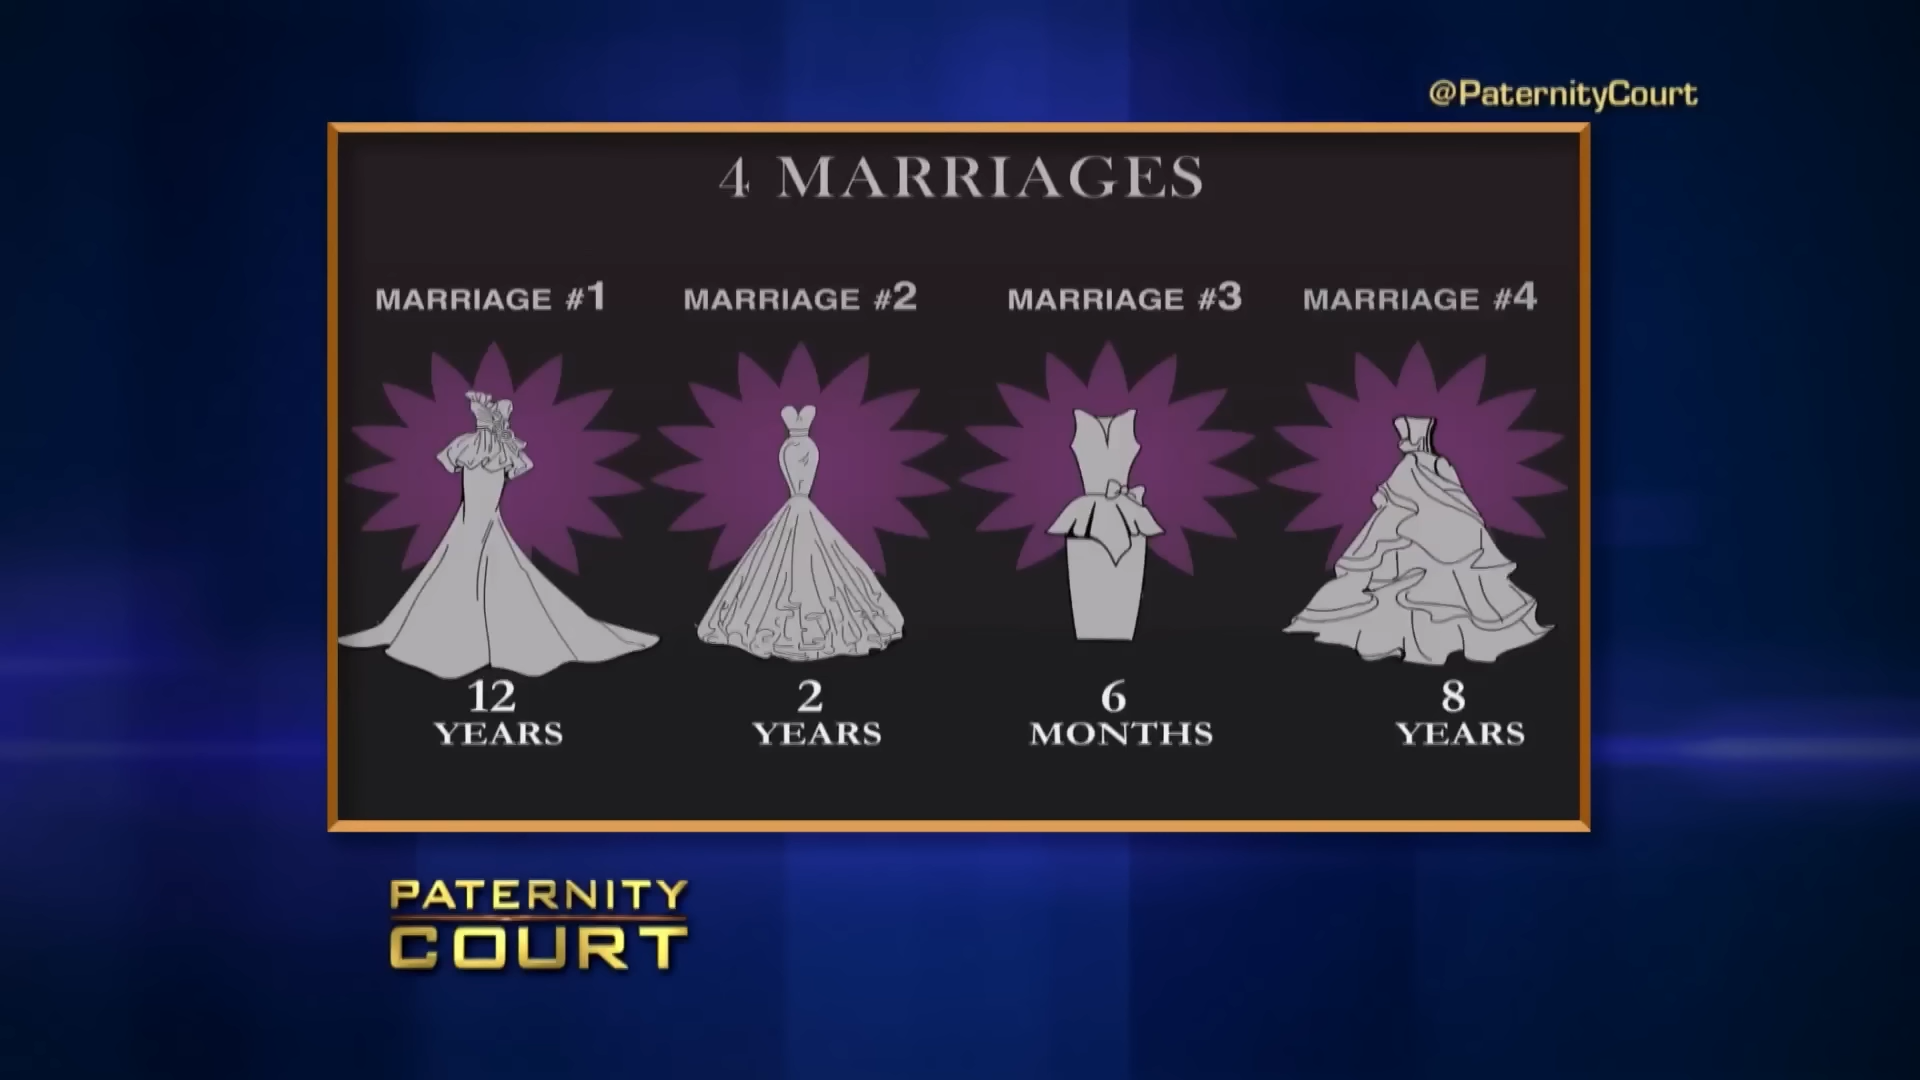 @PaternityCourt
4 MARRIAGES
MARRIAGE #1
MARRIAGE #2
MARRIAGE #3
MARRIAGE #4
12
YEARS
2
YEARS
6
MONTHS
8
YEARS
PATERNITY
COURT